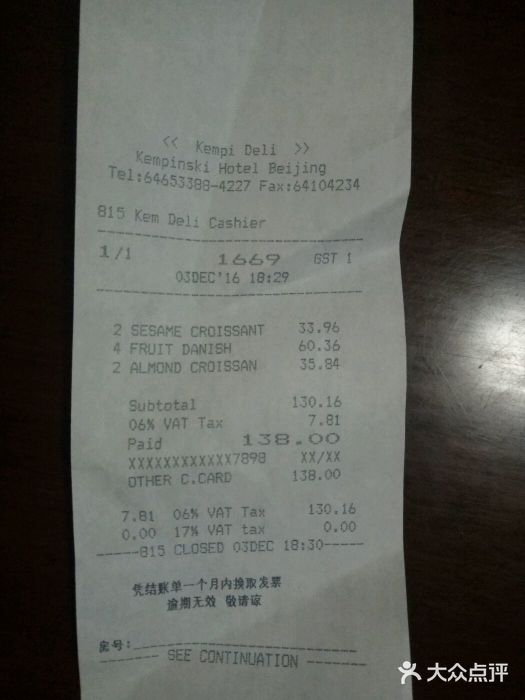 << Kempi Deli >>
Kempinski Hotel Beijing
Tel:64653388-4227 Fax:64104234
815 Kem Deli Cashier
1/1 1669 GST 1
03DEC'16 18:29
2 SESAME CROISSANT 33.96
4 FRUIT DANISH 60.36
2 ALMOND CROISSAN 35.84
Subtotal 130.16
06% VAT Tax 7.81
Paid 138.00
XXXXXXXXXXXX7898 XX/XX
OTHER C.CARD 138.00
7.81 06% VAT Tax 130.16
0.00 17% VAT tax 0.00
-----815 CLOSED 03DEC 18:30-----
凭结账单一个月内换取发票
逾期无效 敬请谅
房号:
SEE CONTINUATION
大众点评